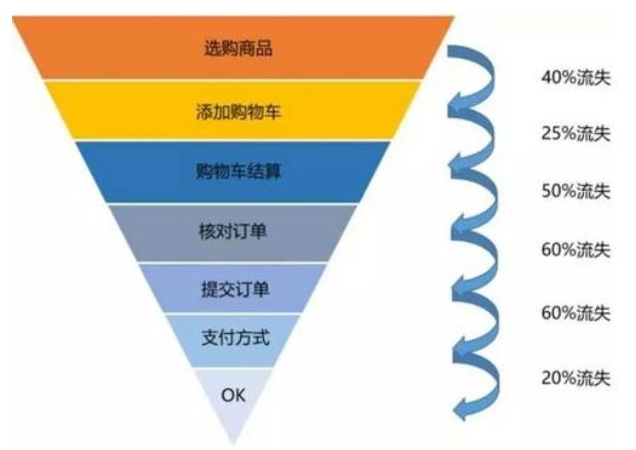 选购商品
40%流失
添加购物车
25%流失
购物车结算
50%流失
核对订单
60%流失
提交订单
60%流失
支付方式
20%流失
OK